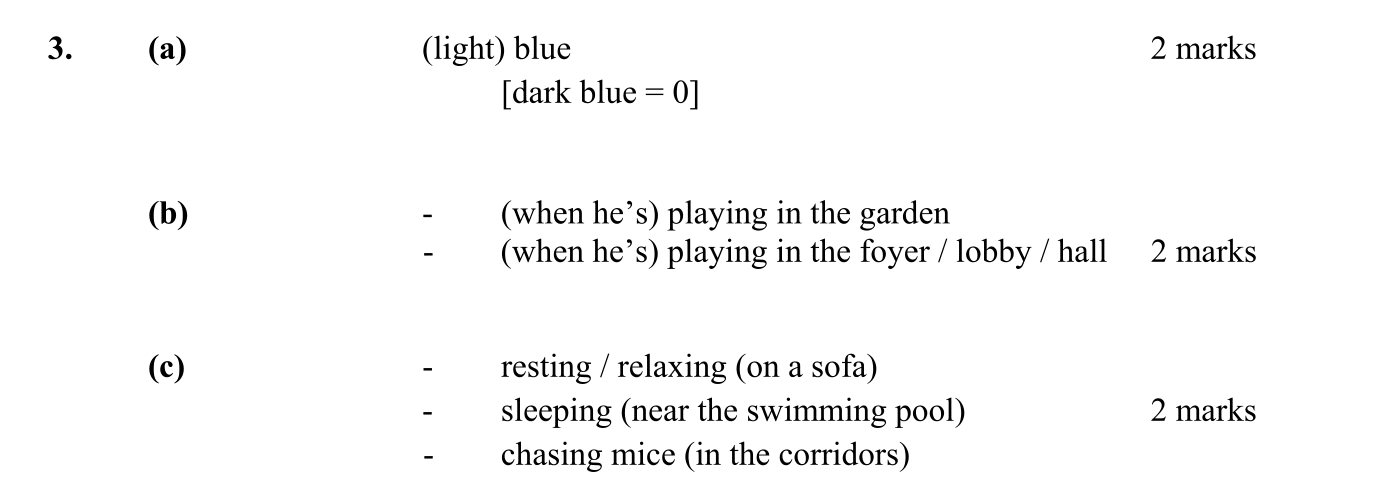 3. (a) (light) blue 2 marks
[dark blue = 0]
(b) - (when he’s) playing in the garden
- (when he’s) playing in the foyer / lobby / hall 2 marks
(c) - resting / relaxing (on a sofa)
- sleeping (near the swimming pool) 2 marks
- chasing mice (in the corridors)